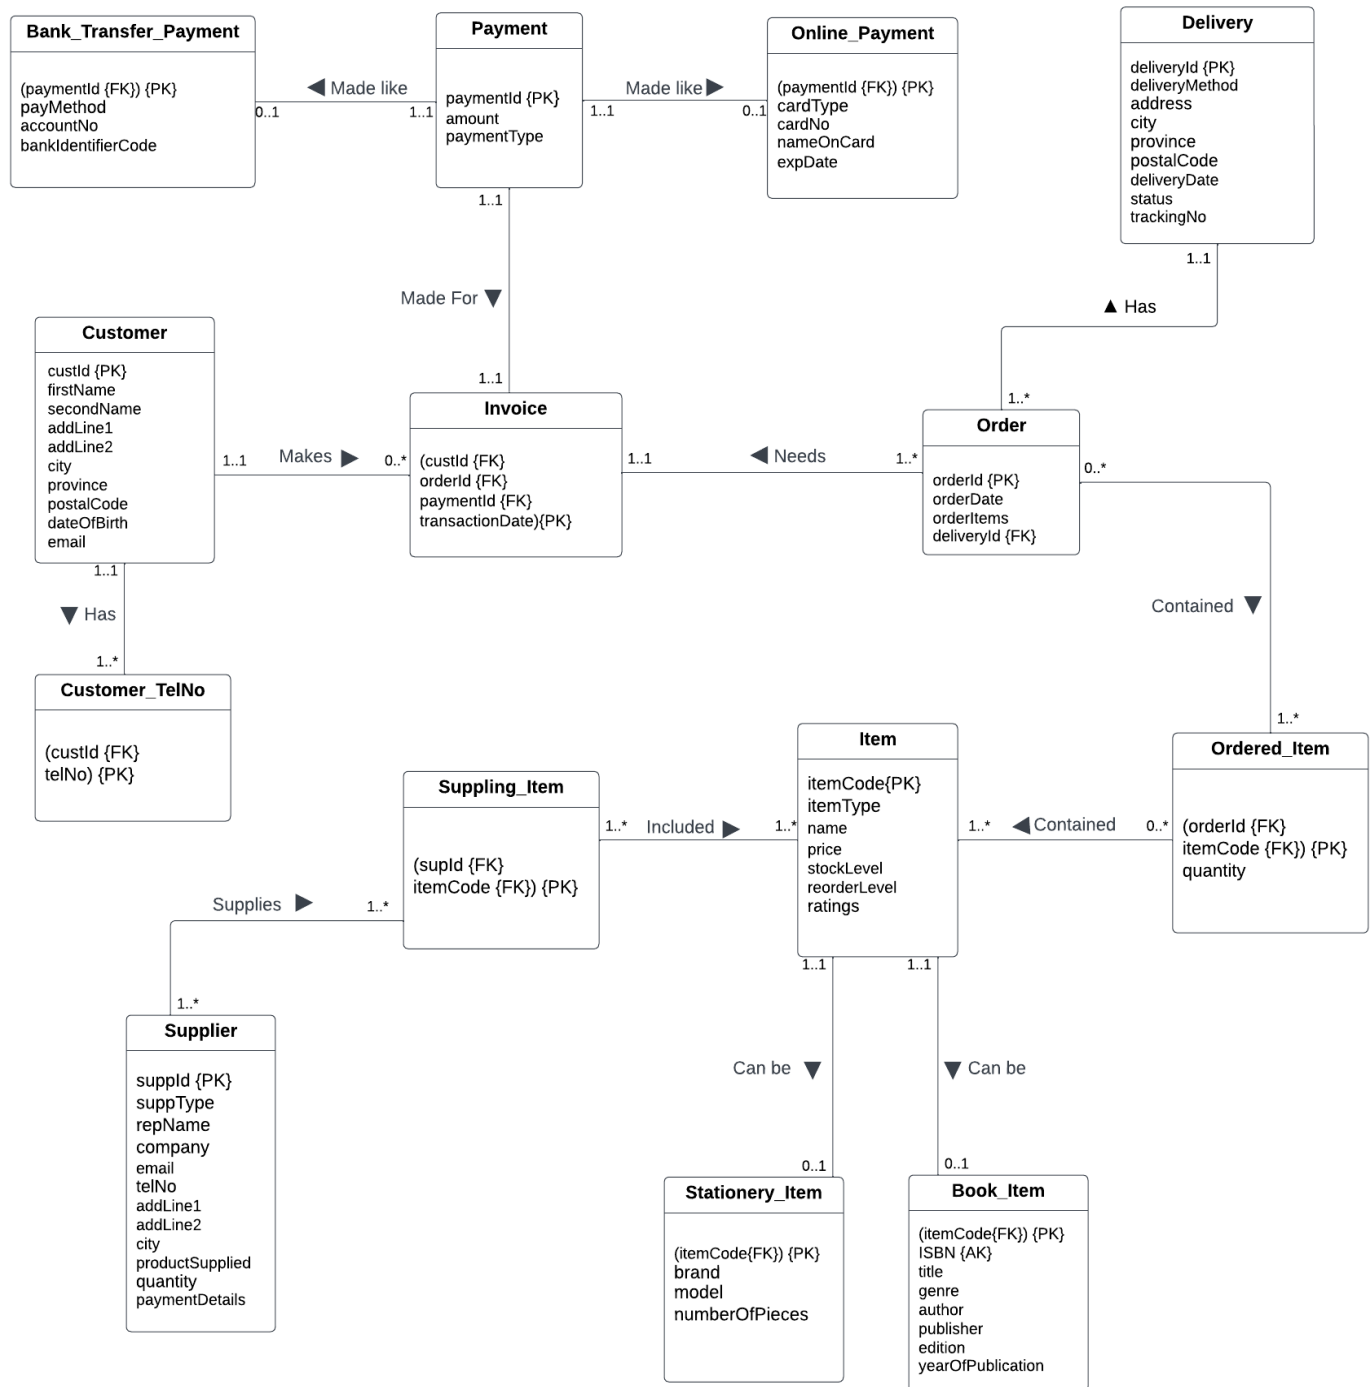 Bank_Transfer_Payment
(paymentId {FK}) {PK}
payMethod
accountNo
bankIdentifierCode
0..1
Made like
1..1
Payment
paymentId {PK}
amount
paymentType
1..1
Made like
0..1
Online_Payment
(paymentId {FK}) {PK}
cardType
cardNo
nameOnCard
expDate
Delivery
deliveryId {PK}
deliveryMethod
address
city
province
postalCode
deliveryDate
status
trackingNo
1..1
Has
1..*
1..1
Made For
1..1
Customer
custId {PK}
firstName
secondName
addLine1
addLine2
city
province
postalCode
dateOfBirth
email
1..1
Makes
0..*
Invoice
(custId {FK}
orderId {FK}
paymentId {FK}
transactionDate){PK}
1..1
Needs
1..*
Order
orderId {PK}
orderDate
orderItems
deliveryId {FK}
0..*
Contained
1..*
1..1
Has
1..*
Customer_TelNo
(custId {FK}
telNo) {PK}
Suppling_Item
(supId {FK}
itemCode {FK}) {PK}
1..*
Included
1..*
Item
itemCode{PK}
itemType
name
price
stockLevel
reorderLevel
ratings
1..*
Contained
0..*
Ordered_Item
(orderId {FK}
itemCode {FK}) {PK}
quantity
Supplies
1..*
1..*
Supplier
suppId {PK}
suppType
repName
company
email
telNo
addLine1
addLine2
city
productSupplied
quantity
paymentDetails
1..1
Can be
0..1
Stationery_Item
(itemCode{FK}) {PK}
brand
model
numberOfPieces
1..1
Can be
0..1
Book_Item
(itemCode{FK}) {PK}
ISBN {AK}
title
genre
author
publisher
edition
yearOfPublication